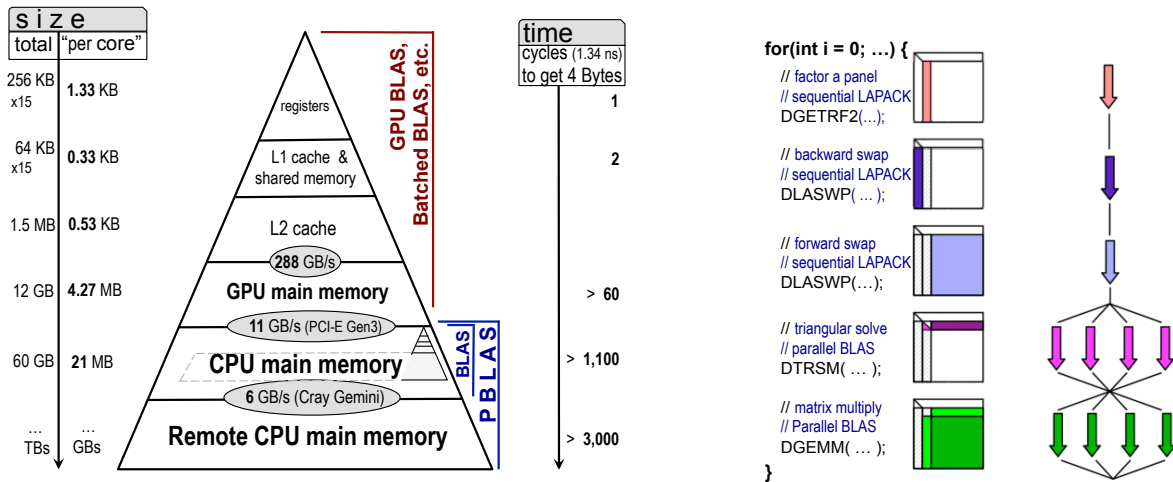 size
total "per core"
256 KB
x15
1.33 KB
64 KB
x15
0.33 KB
1.5 MB
0.53 KB
12 GB
4.27 MB
60 GB
21 MB
...
TBs
...
GBs
registers
L1 cache &
shared memory
L2 cache
288 GB/s
GPU main memory
11 GB/s (PCI-E Gen3)
CPU main memory
6 GB/s (Cray Gemini)
Remote CPU main memory
GPU BLAS,
Batched BLAS, etc.
BLAS
PBLAS
time
cycles (1.34 ns)
to get 4 Bytes
1
2
> 60
> 1,100
> 3,000
for(int i = 0; ...) {
// factor a panel
// sequential LAPACK
DGETRF2(...);
// backward swap
// sequential LAPACK
DLASWP( ... );
// forward swap
// sequential LAPACK
DLASWP(...);
// triangular solve
// parallel BLAS
DTRSM( ... );
// matrix multiply
// Parallel BLAS
DGEMM( ... );
}